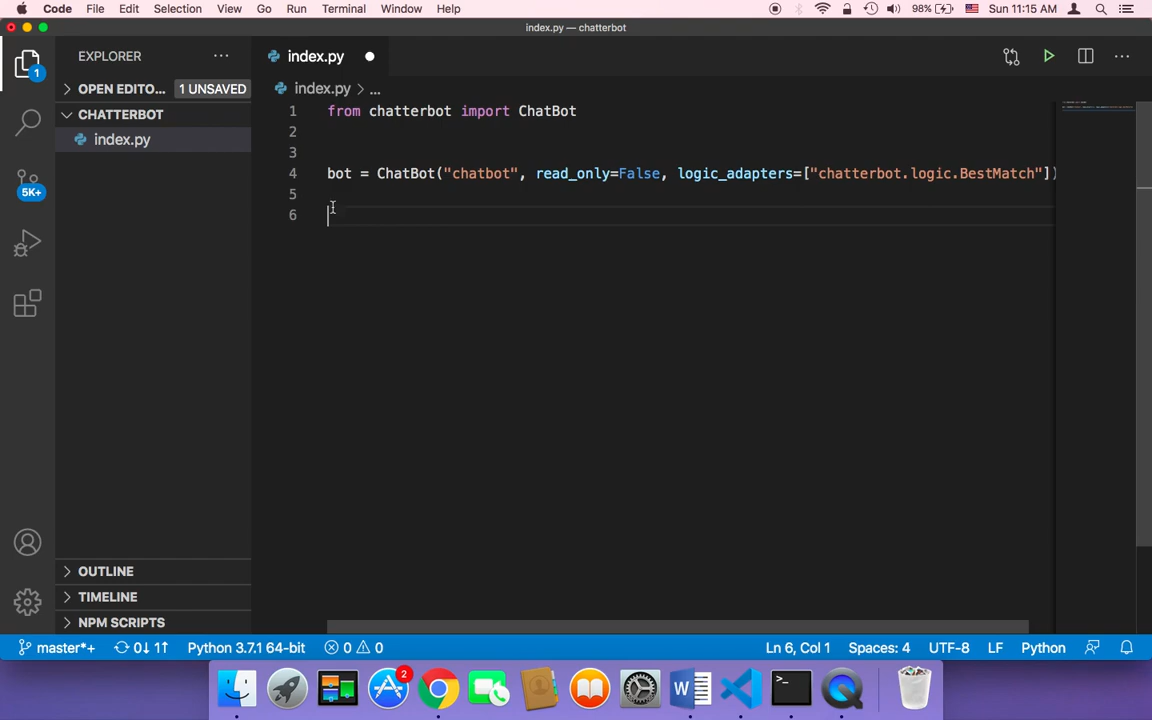 Code File Edit Selection View Go Run Terminal Window Help 98% Sun 11:15 AM
index.py — chatterbot
EXPLORER ··· index.py
1
OPEN EDITO... 1 UNSAVED index.py > ...
CHATTERBOT
index.py
1 from chatterbot import ChatBot
2
3
4 bot = ChatBot("chatbot", read_only=False, logic_adapters=["chatterbot.logic.BestMatch"])
5
6
5K+
OUTLINE
TIMELINE
NPM SCRIPTS
master*+ 0↓ 1↑ Python 3.7.1 64-bit 0 0 Ln 6, Col 1 Spaces: 4 UTF-8 LF Python
2
W
>_